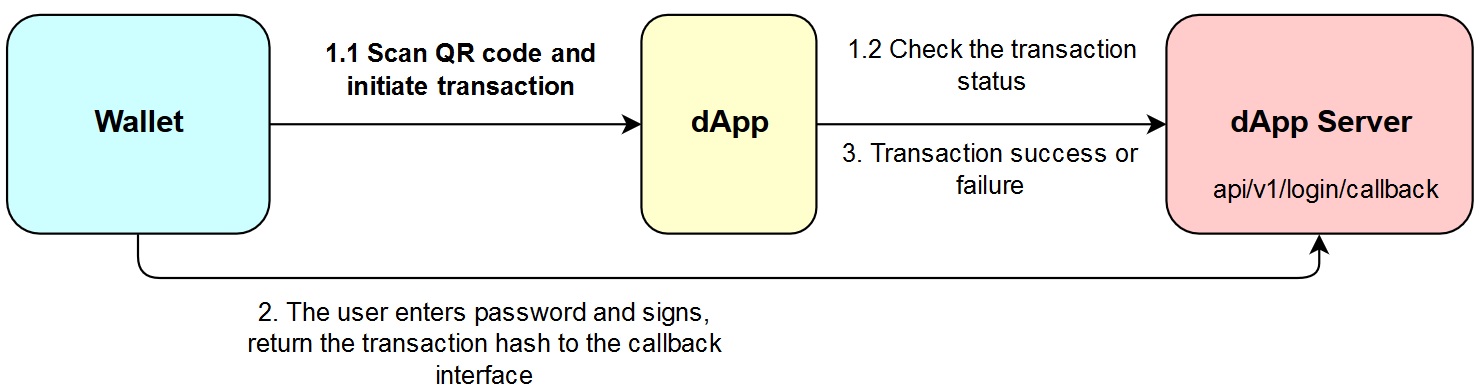 Wallet
1.1 Scan QR code and
initiate transaction
dApp
1.2 Check the transaction
status
3. Transaction success or
failure
dApp Server
api/v1/login/callback
2. The user enters password and signs,
return the transaction hash to the callback
interface